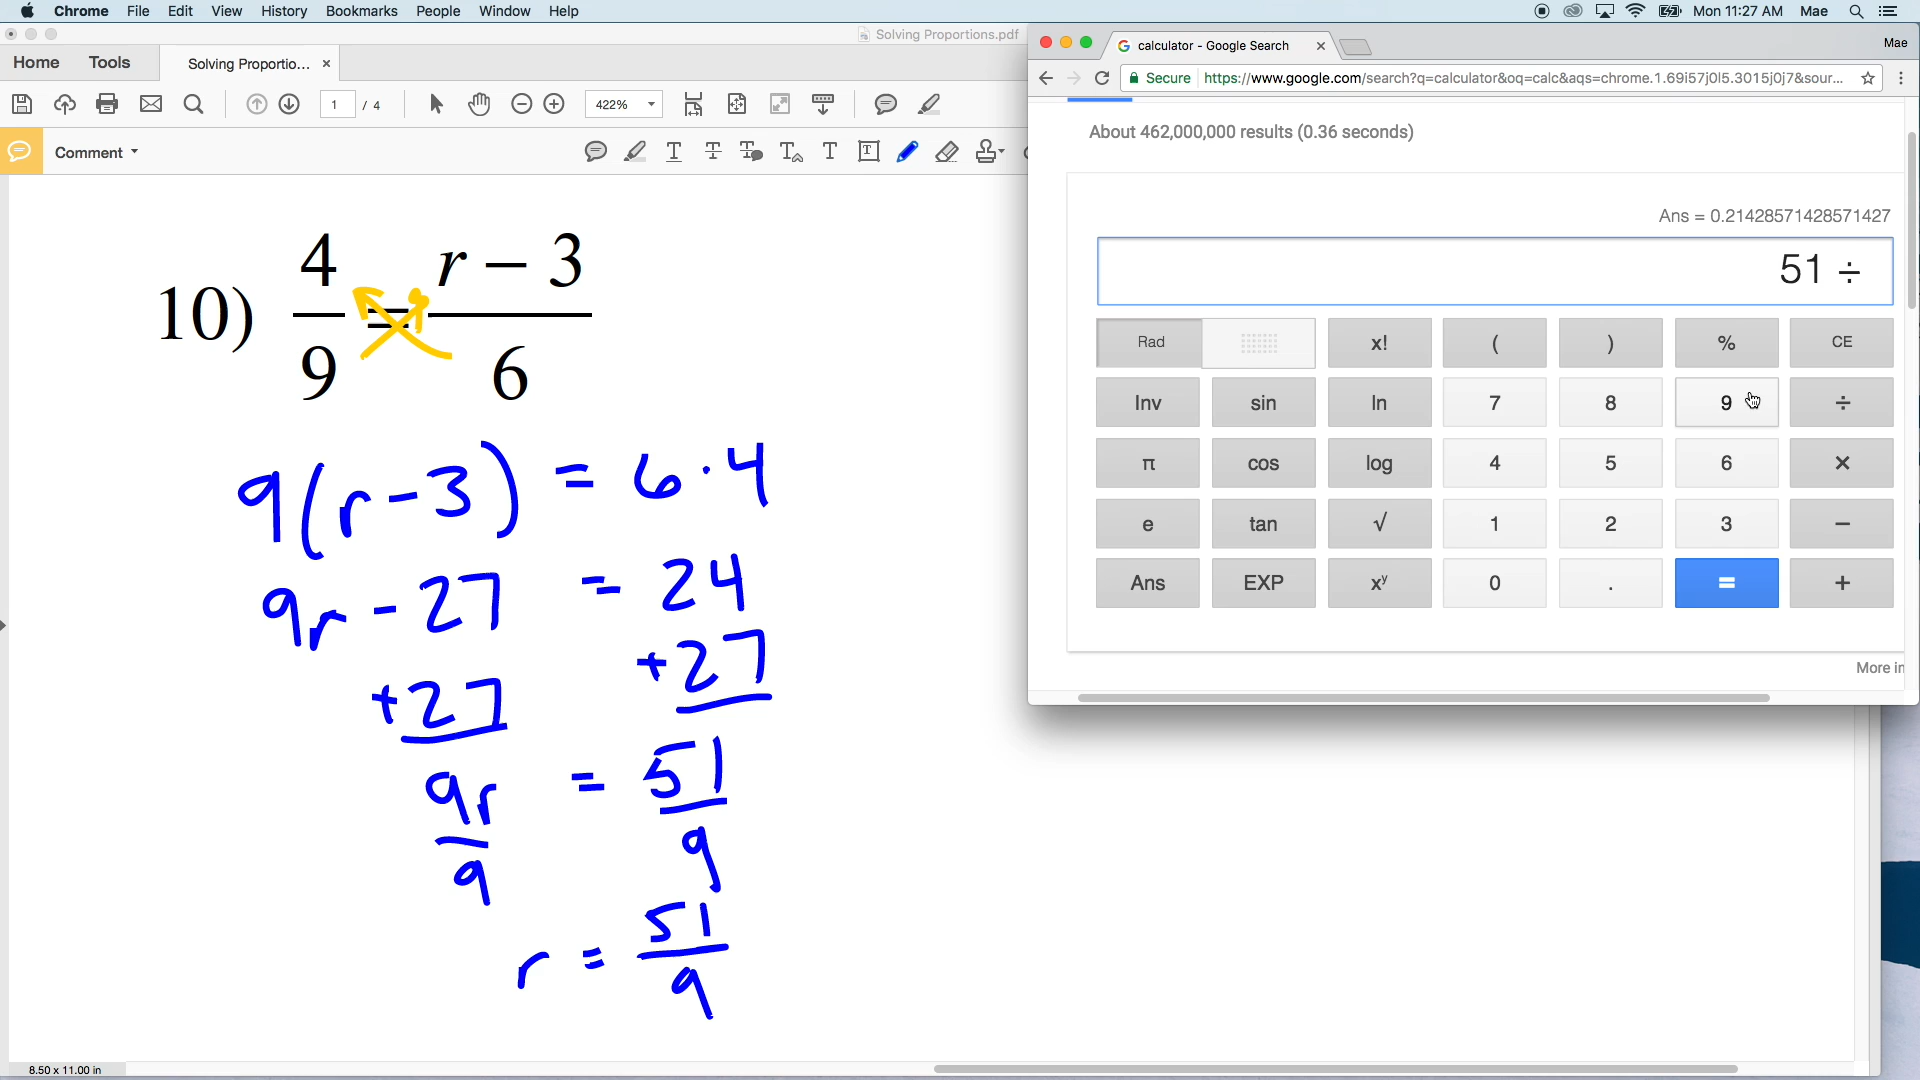 Chrome File Edit View History Bookmarks People Window Help Mon 11:27 AM Mae
Solving Proportions.pdf
Home Tools Solving Proportio... ×
1 / 4 422%
Comment
10) 4/9 = r − 3/6
9(r-3) = 6·4
9r - 27 = 24
+27 +27
9r/9 = 51/9
r = 51/9
8.50 x 11.00 in
calculator - Google Search × Mae
Secure https://www.google.com/search?q=calculator&oq=calc&aqs=chrome.1.69i57j0l5.3015j0j7&sour...
About 462,000,000 results (0.36 seconds)
Ans = 0.21428571428571427
51 ÷
Rad x! ( ) % CE
Inv sin ln 7 8 9 ÷
π cos log 4 5 6 ×
e tan √ 1 2 3 −
Ans EXP xʸ 0 . = +
More in